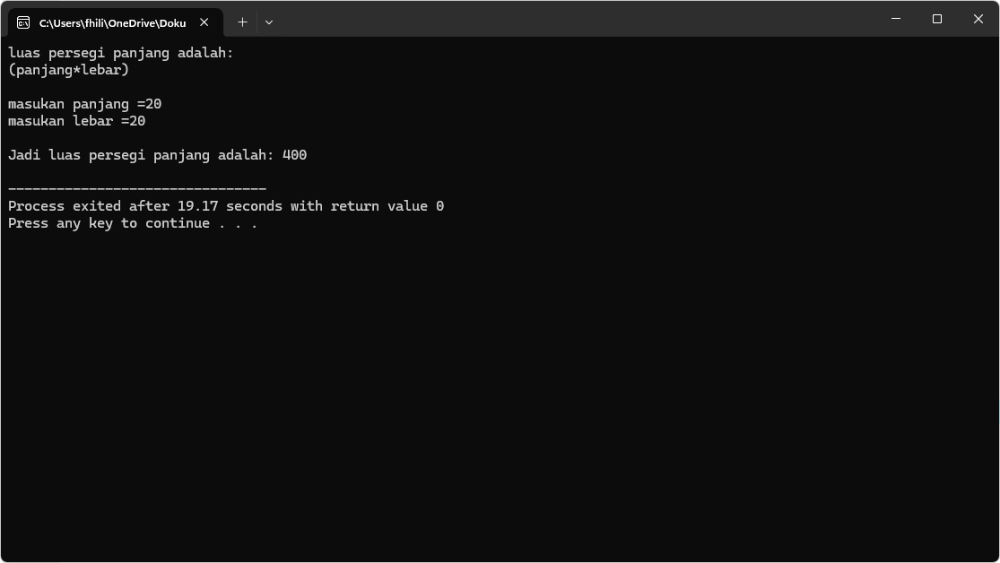 C:\Users\fhili\OneDrive\Doku
luas persegi panjang adalah:
(panjang*lebar)
masukan panjang =20
masukan lebar =20
Jadi luas persegi panjang adalah: 400
--------------------------------
Process exited after 19.17 seconds with return value 0
Press any key to continue . . .